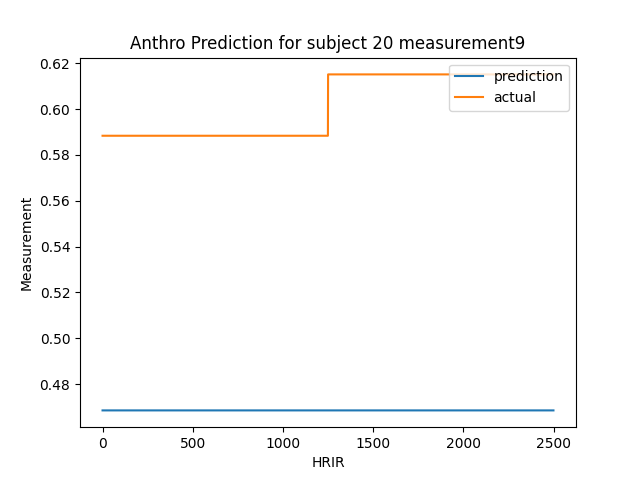 Anthro Prediction for subject 20 measurement9
0.62
0.60
0.58
0.56
0.54
0.52
0.50
0.48
Measurement
prediction
actual
0 500 1000 1500 2000 2500
HRIR